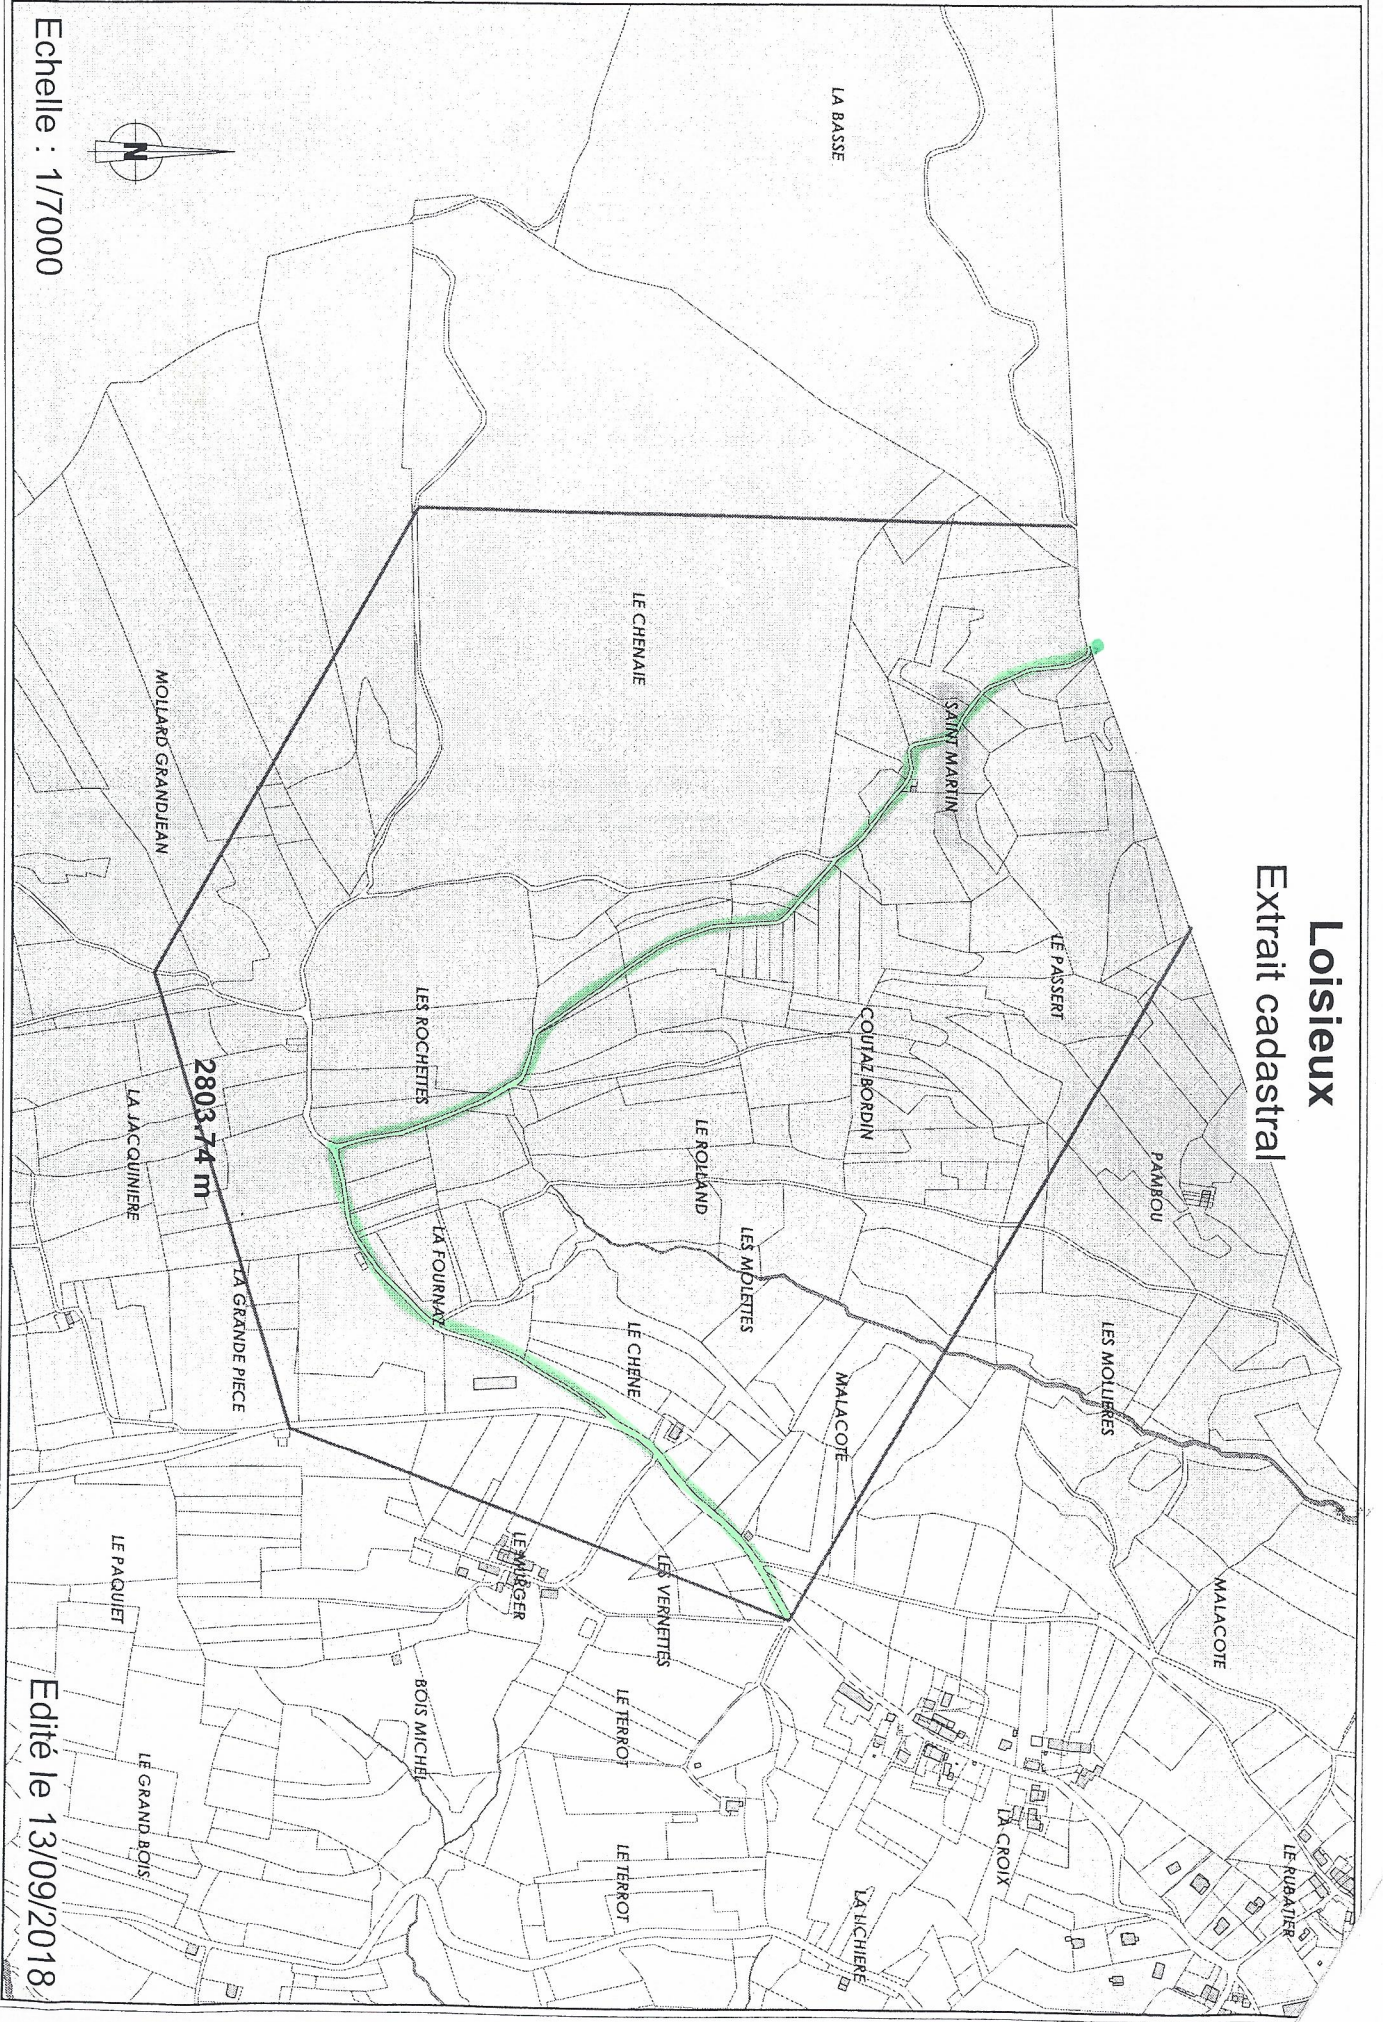 Loisieux
Extrait cadastral
LA BASSE
LE CHENAIE
SAINT MARTIN
LE PASSERT
PAMBOU
COUTAZ BORDIN
LE ROLLAND
LES MOLETTES
LES MOLLIERES
MALACOTE
MALACOTE
LE RUBATIER
LA CROIX
LA LICHERE
LE CHENE
LES ROCHETTES
LA FOURNAZ
MOLLARD GRANDJEAN
2803.74 m
LA JACQUINIERE
LA GRANDE PIECE
LE MURGER
LES VERNETTES
LE TERROT
LE TERROT
BOIS MICHEL
LE PAQUIET
LE GRAND BOIS
N
Echelle : 1/7000
Edité le 13/09/2018